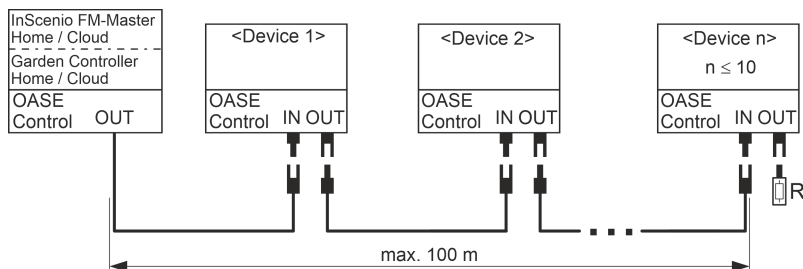 InScenio FM-Master
Home / Cloud
Garden Controller
Home / Cloud
OASE
Control OUT
<Device 1>
OASE
Control IN OUT
<Device 2>
OASE
Control IN OUT
<Device n>
n ≤ 10
OASE
Control IN OUT
R
max. 100 m